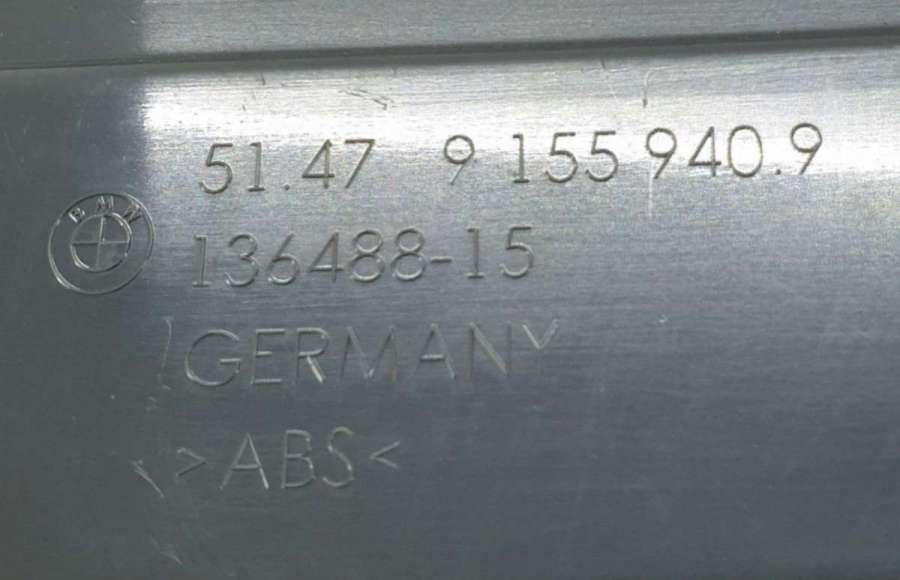 51.47 9 155 940.9
BMW
136488-15
GERMANY
>ABS<